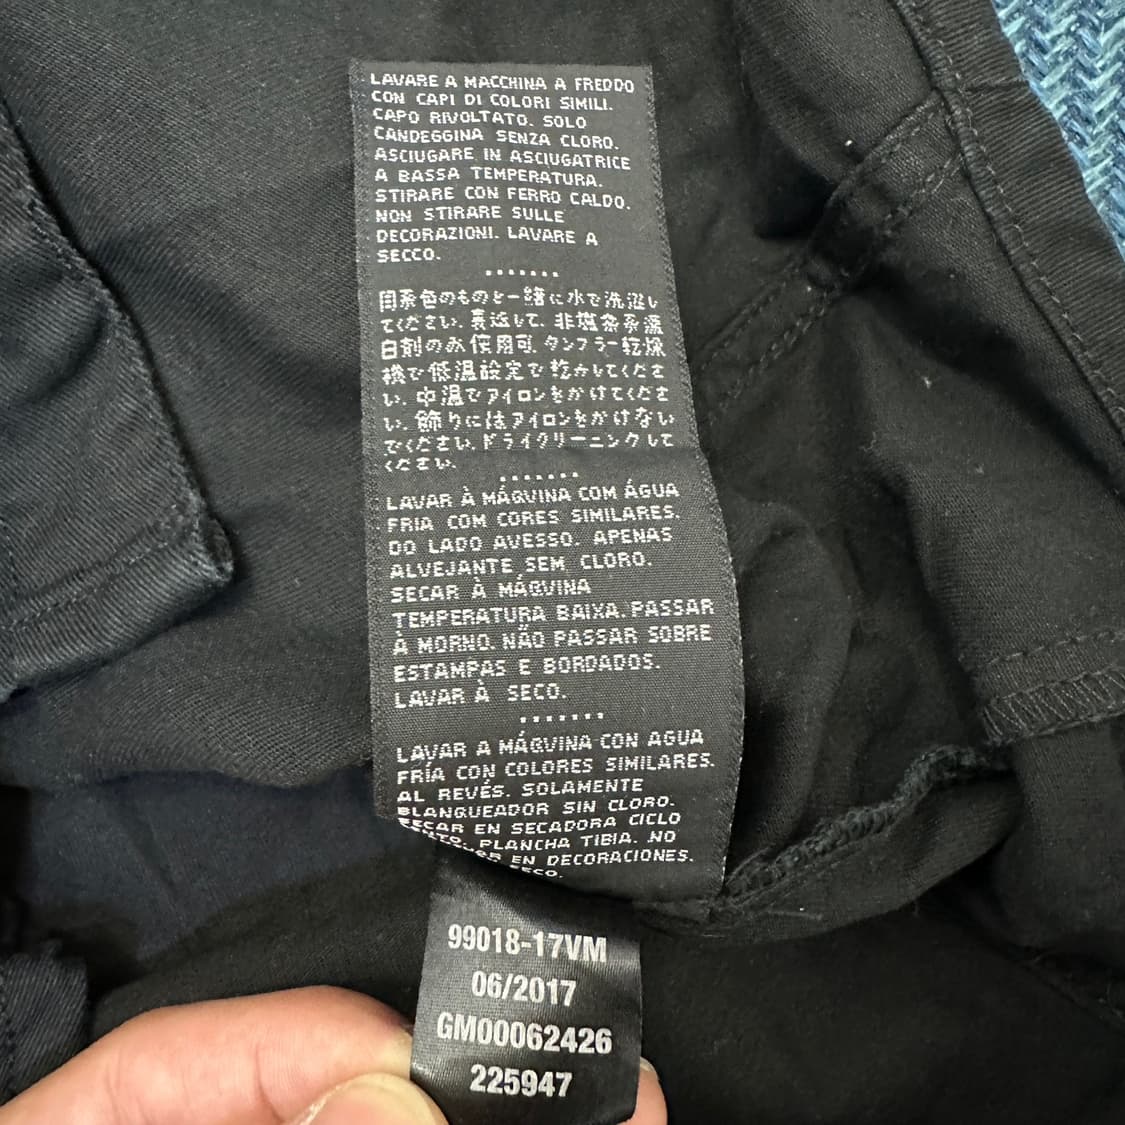 LAVARE A MACCHINA A FREDDO
CON CAPI DI COLORI SIMILI.
CAPO RIVOLTATO. SOLO
CANDEGGINA SENZA CLORO.
ASCIUGARE IN ASCIUGATRICE
A BASSA TEMPERATURA.
STIRARE CON FERRO CALDO.
NON STIRARE SULLE
DECORAZIONI. LAVARE A
SECCO.
同系色のものと一緒に水で洗濯し
てください. 裏返して. 非塩素系漂
白剤のみ使用可. タンブラー乾燥
機で低温設定で乾かしてくださ
い. 中温でアイロンをかけてくださ
い. 飾りにはアイロンをかけない
でください. ドライクリーニングして
ください.
LAVAR À MÁQVINA COM ÁGUA
FRIA COM CORES SIMILARES.
DO LADO AVESSO. APENAS
ALVEJANTE SEM CLORO.
SECAR À MÁQVINA
TEMPERATURA BAIXA. PASSAR
À MORNO. NÃO PASSAR SOBRE
ESTAMPAS E BORDADOS.
LAVAR À SECO.
LAVAR A MÁQVINA CON AGUA
FRÍA CON COLORES SIMILARES.
AL REVÉS. SOLAMENTE
BLANQUEADOR SIN CLORO.
SECAR EN SECADORA CICLO
PLANCHA TIBIA. NO
EN DECORACIONES.
SECO.
99018-17VM
06/2017
GM00062426
225947